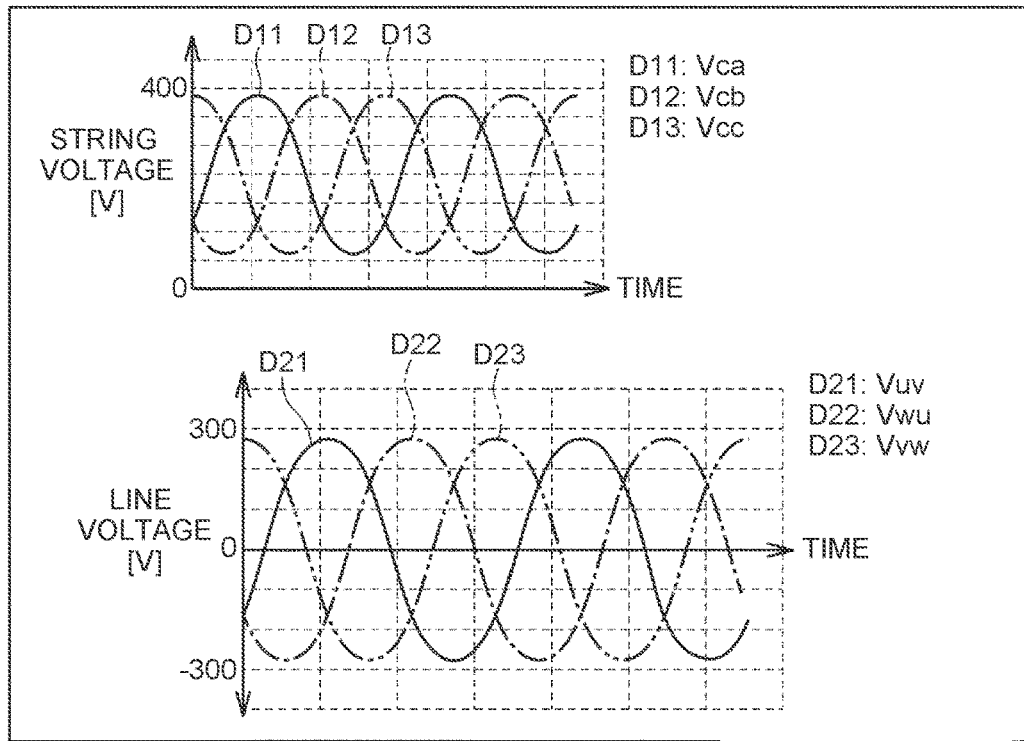 D11 D12 D13
D11: Vca
D12: Vcb
D13: Vcc
400
STRING
VOLTAGE
[V]
0
TIME
D21 D22 D23
D21: Vuv
D22: Vwu
D23: Vvw
300
LINE
VOLTAGE
[V]
0
TIME
-300